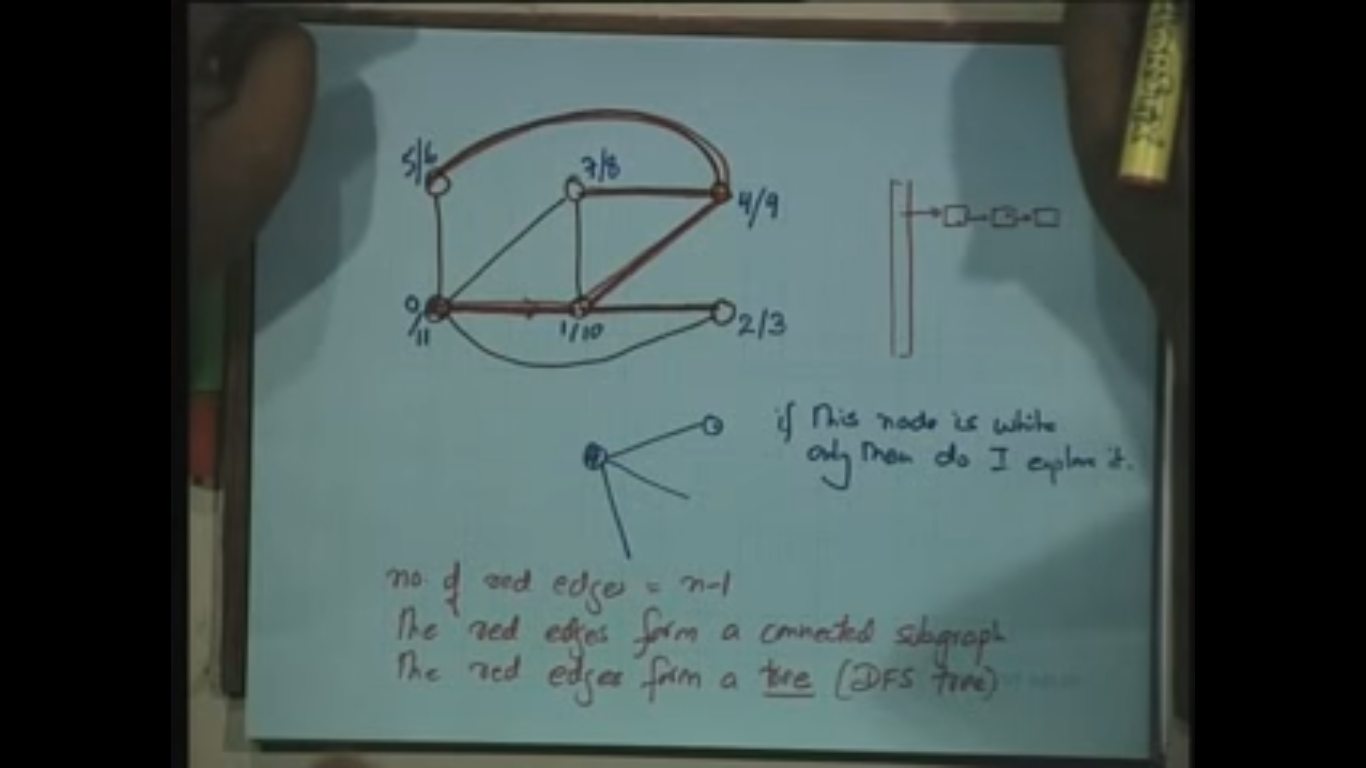 5/6
7/8
4/9
0/11
1/10
2/3
if This node is white
only then do I explore it.
no. of red edges = n-1
The red edges form a connected subgraph
The red edges form a tree (DFS tree)